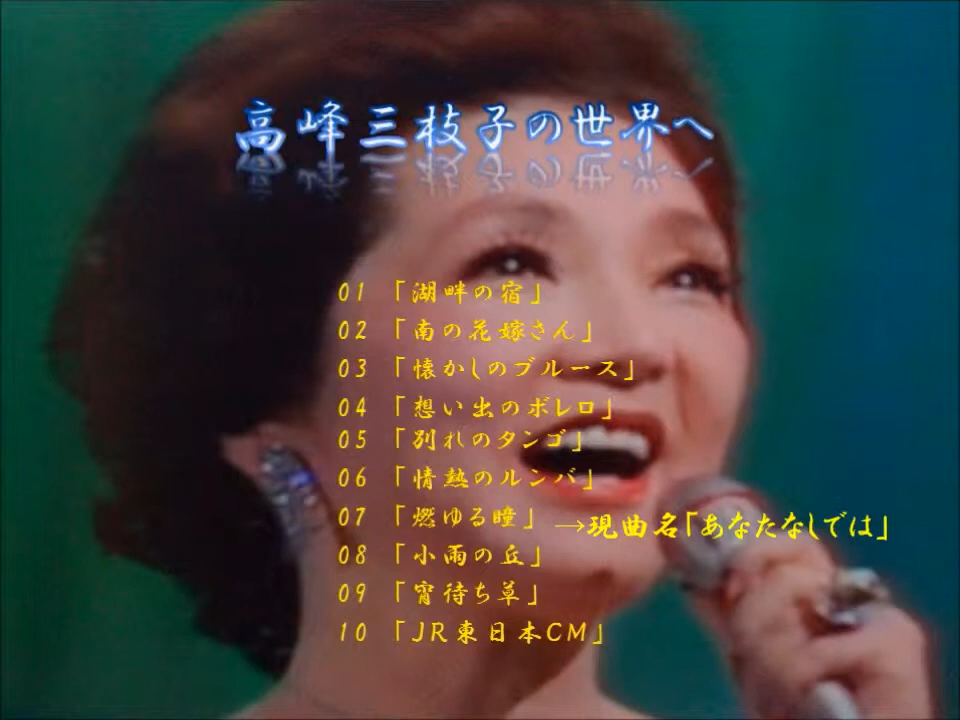 高峰三枝子の世界へ
01 「湖畔の宿」
02 「南の花嫁さん」
03 「懐かしのブルース」
04 「想い出のボレロ」
05 「別れのタンゴ」
06 「情熱のルンバ」
07 「燃ゆる瞳」 →現曲名「あなたなしでは」
08 「小雨の丘」
09 「宵待ち草」
10 「JR東日本CM」